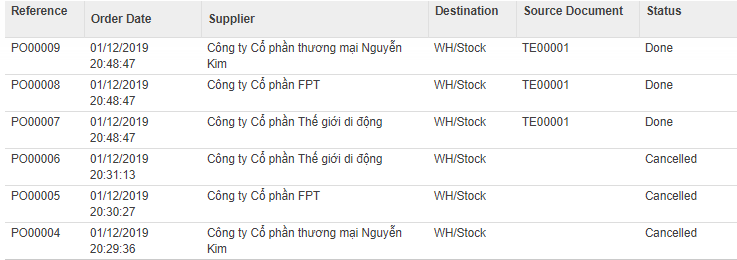 Reference Order Date Supplier Destination Source Document Status
PO00009 01/12/2019 Công ty Cổ phần thương mại Nguyễn WH/Stock TE00001 Done
20:48:47 Kim
PO00008 01/12/2019 Công ty Cổ phần FPT WH/Stock TE00001 Done
20:48:47
PO00007 01/12/2019 Công ty Cổ phần Thế giới di động WH/Stock TE00001 Done
20:48:47
PO00006 01/12/2019 Công ty Cổ phần Thế giới di động WH/Stock Cancelled
20:31:13
PO00005 01/12/2019 Công ty Cổ phần FPT WH/Stock Cancelled
20:30:27
PO00004 01/12/2019 Công ty Cổ phần thương mại Nguyễn WH/Stock Cancelled
20:29:36 Kim